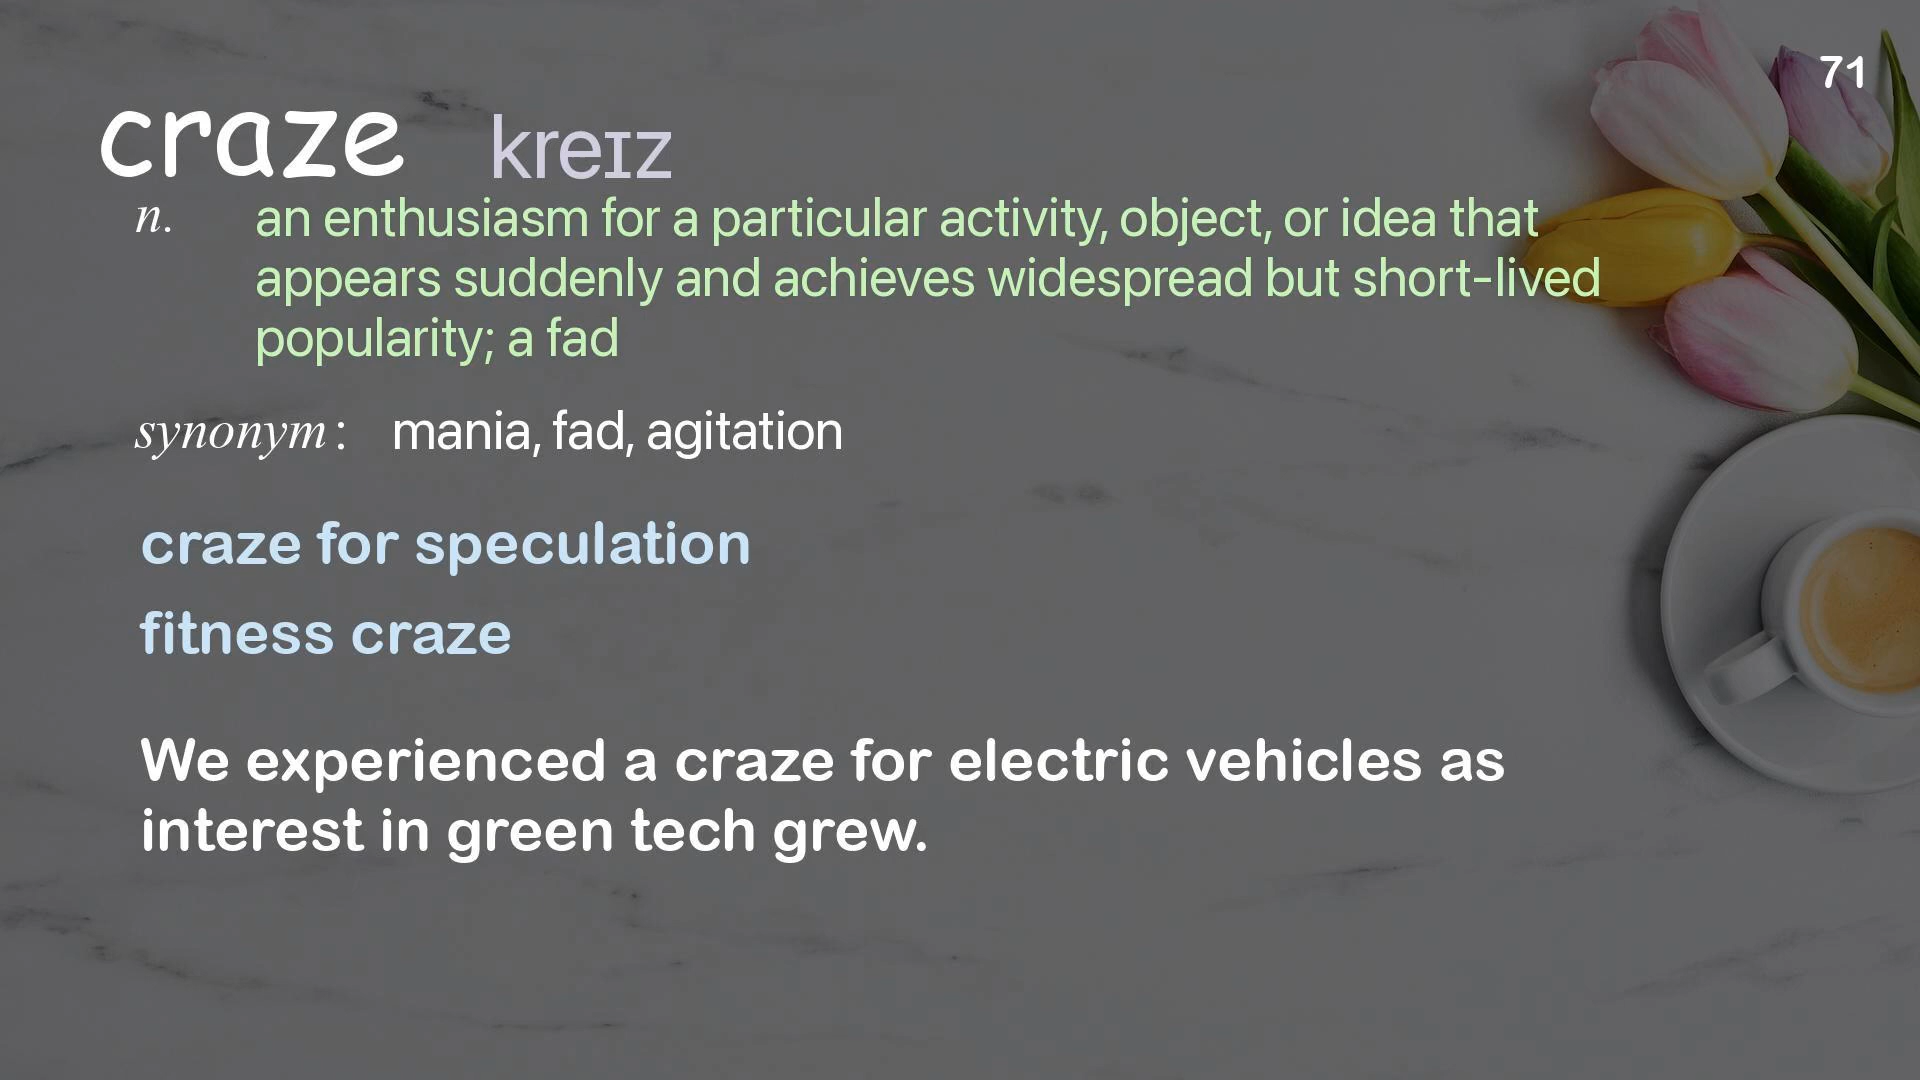 71
craze kreɪz
n. an enthusiasm for a particular activity, object, or idea that
appears suddenly and achieves widespread but short-lived
popularity; a fad
synonym: mania, fad, agitation
craze for speculation
fitness craze
We experienced a craze for electric vehicles as
interest in green tech grew.